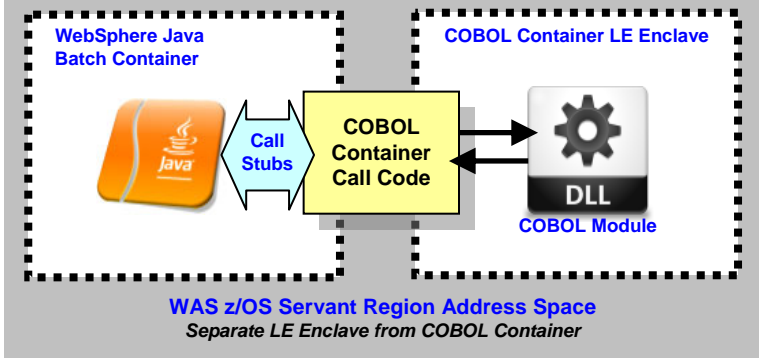 WebSphere Java
Batch Container
COBOL Container LE Enclave
Java
Call
Stubs
COBOL
Container
Call Code
DLL
COBOL Module
WAS z/OS Servant Region Address Space
Separate LE Enclave from COBOL Container